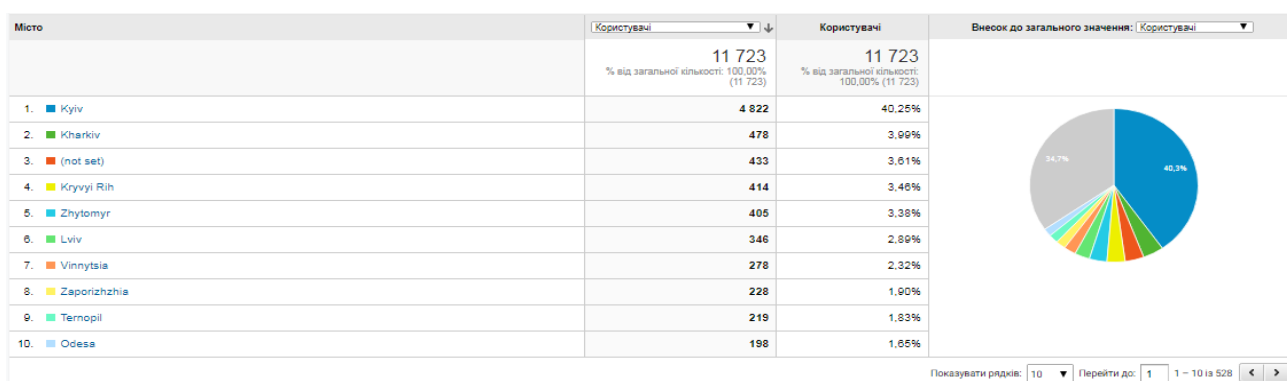 Місто Користувачі Користувачі Внесок до загального значення: Користувачі
11 723 11 723
% від загальної кількості: 100,00% % від загальної кількості:
(11 723) 100,00% (11 723)
1. Kyiv 4 822 40,25%
2. Kharkiv 478 3,99%
3. (not set) 433 3,61%
4. Kryvyi Rih 414 3,46%
5. Zhytomyr 405 3,38%
6. Lviv 346 2,89%
7. Vinnytsia 278 2,32%
8. Zaporizhzhia 228 1,90%
9. Ternopil 219 1,83%
10. Odesa 198 1,65%
34,7%
40,3%
Показувати рядків: 10 Перейти до: 1 1 – 10 із 528